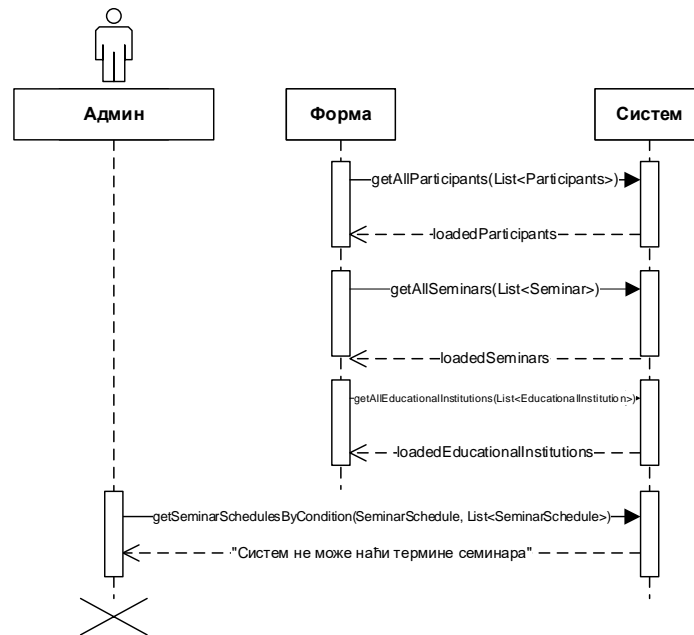 Админ
Форма
Систем
getAllParticipants(List<Participants>)
loadedParticipants
getAllSeminars(List<Seminar>)
loadedSeminars
getAllEducationalInstitutions(List<EducationalInstitution>)
loadedEducationalInstitutions
getSeminarSchedulesByCondition(SeminarSchedule, List<SeminarSchedule>)
"Систем не може наћи термине семинара"